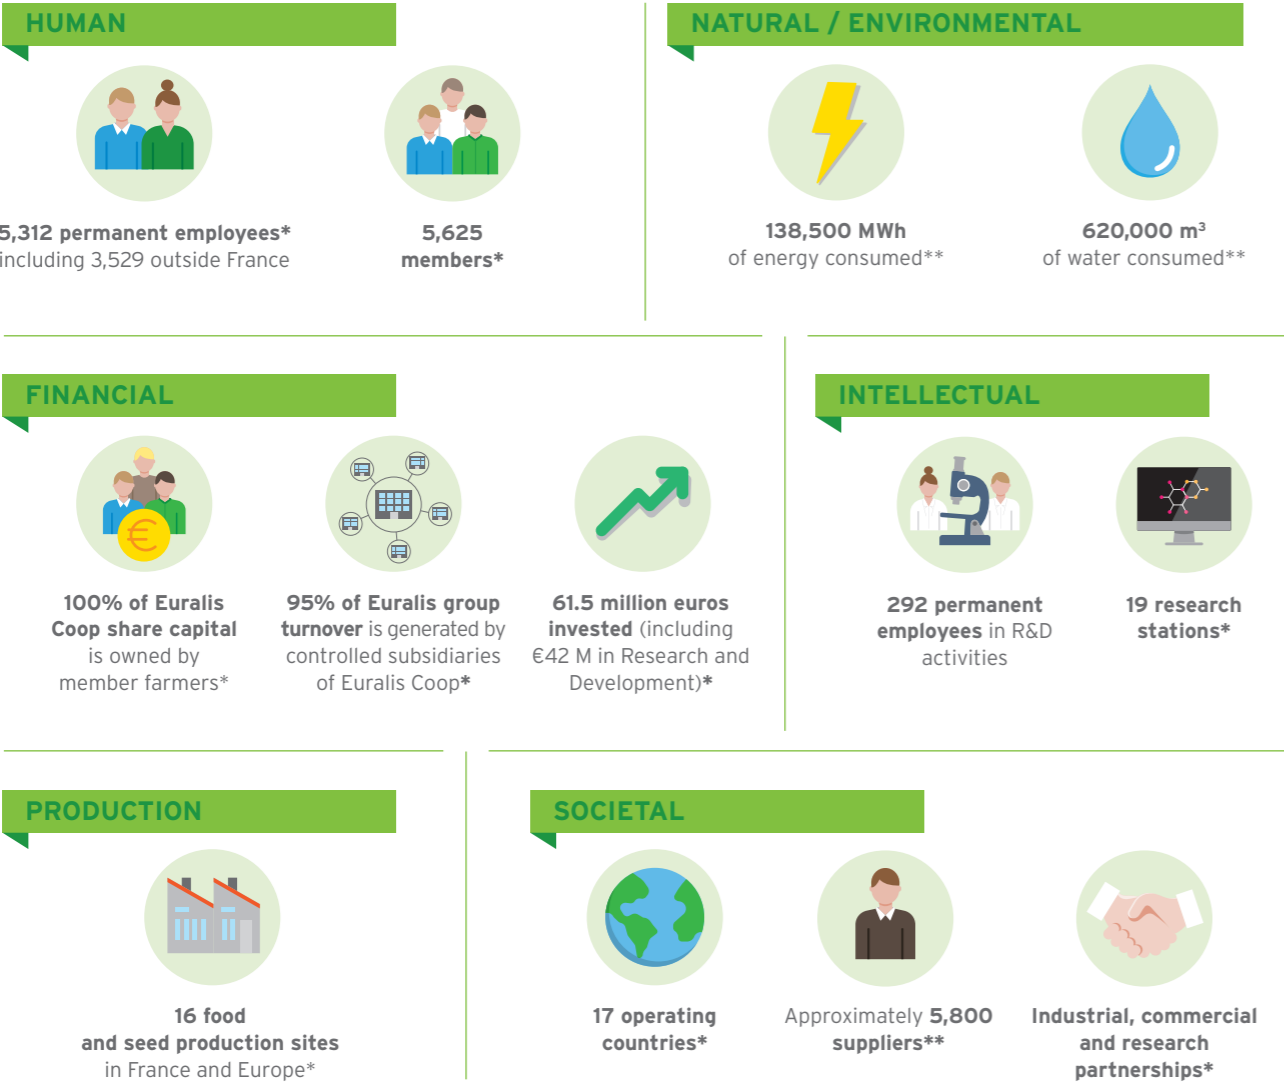 HUMAN
5,312 permanent employees*
including 3,529 outside France
5,625
members*
NATURAL / ENVIRONMENTAL
138,500 MWh
of energy consumed**
620,000 m³
of water consumed**
FINANCIAL
100% of Euralis
Coop share capital
is owned by
member farmers*
95% of Euralis group
turnover is generated by
controlled subsidiaries
of Euralis Coop*
61.5 million euros
invested (including
€42 M in Research and
Development)*
INTELLECTUAL
292 permanent
employees in R&D
activities
19 research
stations*
PRODUCTION
16 food
and seed production sites
in France and Europe*
SOCIETAL
17 operating
countries*
Approximately 5,800
suppliers**
Industrial, commercial
and research
partnerships*